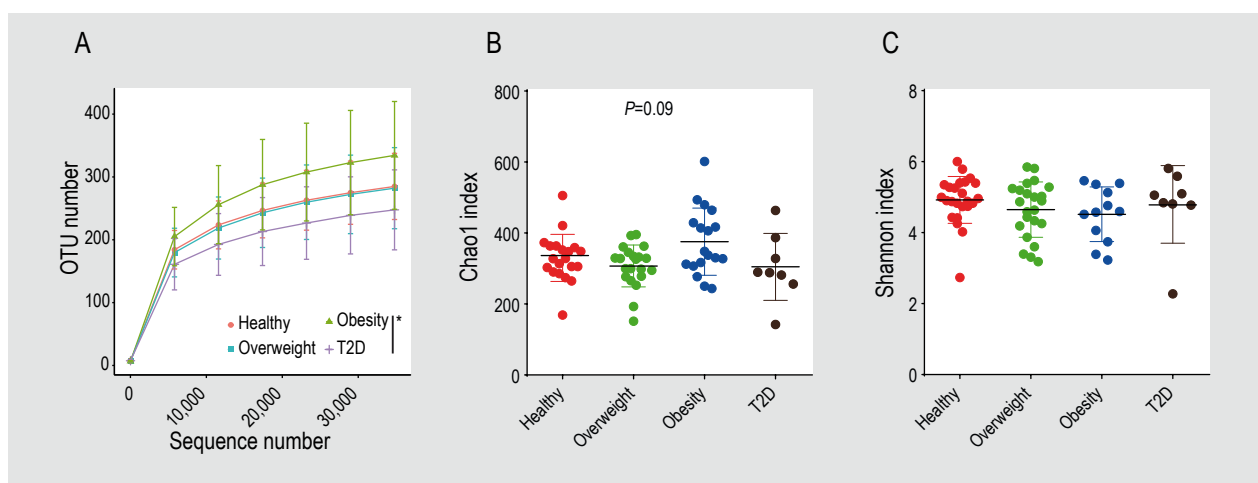 A
OTU number
400
300
200
100
0
0
10,000
20,000
30,000
Sequence number
Healthy
Overweight
Obesity
T2D
*
B
Chao1 index
800
600
400
200
0
P=0.09
Healthy
Overweight
Obesity
T2D
C
Shannon index
8
6
4
2
0
Healthy
Overweight
Obesity
T2D